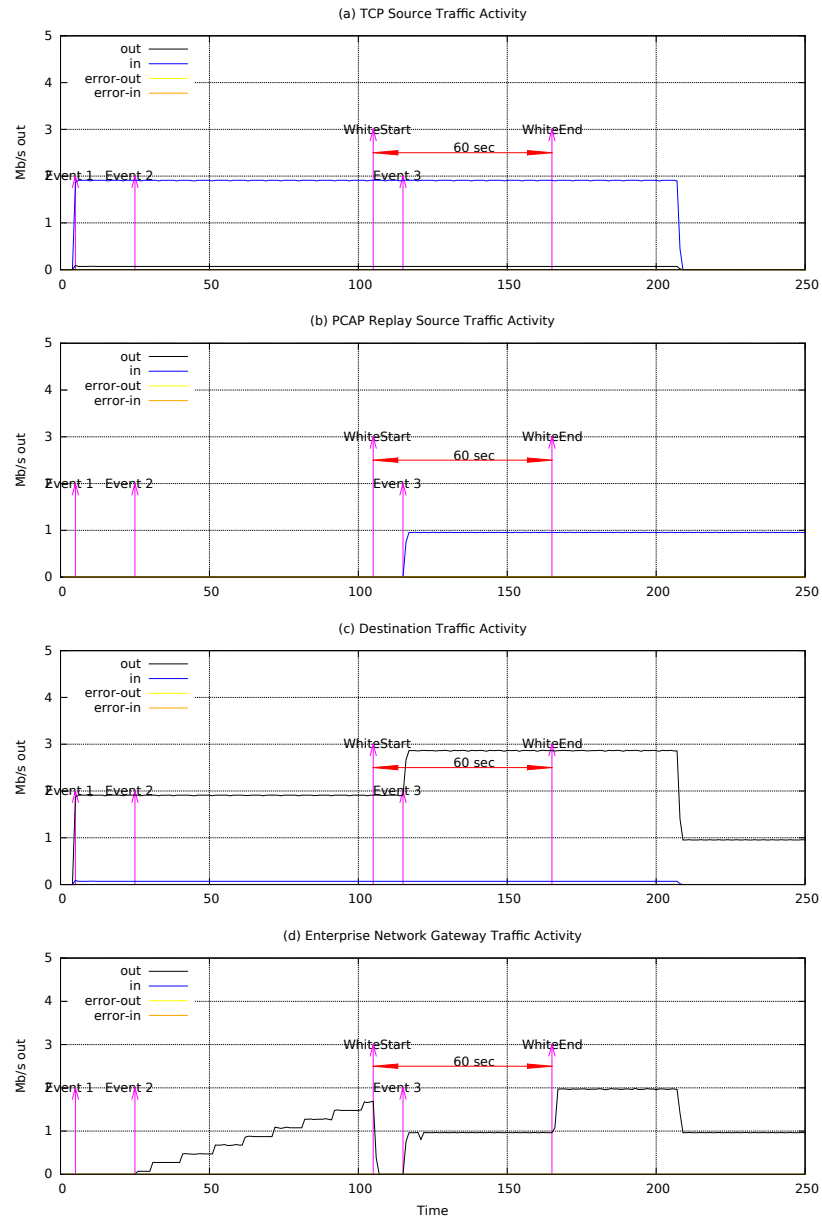 (a) TCP Source Traffic Activity
5
out
in
error-out
error-in
4
3
2
1
0
Mb/s out
WhiteStart
WhiteEnd
60 sec
Event 1
Event 2
Event 3
0
50
100
150
200
250
(b) PCAP Replay Source Traffic Activity
5
out
in
error-out
error-in
4
3
2
1
0
Mb/s out
WhiteStart
WhiteEnd
60 sec
Event 1
Event 2
Event 3
0
50
100
150
200
250
(c) Destination Traffic Activity
5
out
in
error-out
error-in
4
3
2
1
0
Mb/s out
WhiteStart
WhiteEnd
60 sec
Event 1
Event 2
Event 3
0
50
100
150
200
250
(d) Enterprise Network Gateway Traffic Activity
5
out
in
error-out
error-in
4
3
2
1
0
Mb/s out
WhiteStart
WhiteEnd
60 sec
Event 1
Event 2
Event 3
0
50
100
150
200
250
Time